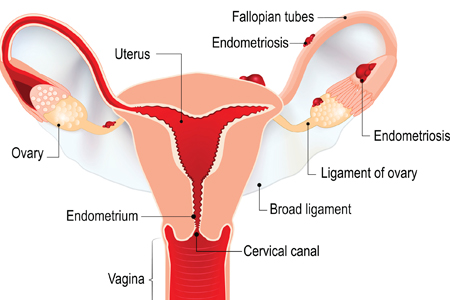 Fallopian tubes
Endometriosis
Uterus
Endometriosis
Ovary
Ligament of ovary
Broad ligament
Endometrium
Cervical canal
Vagina